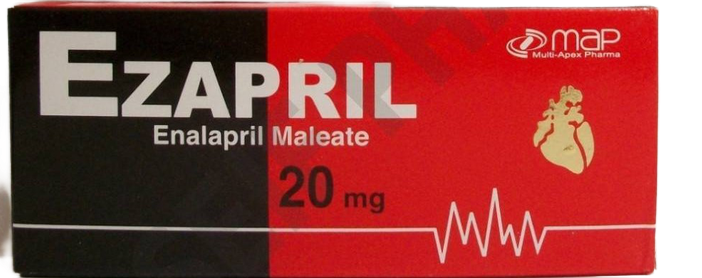 EZAPRIL
Enalapril Maleate
20 mg
map
Multi-Apex Pharma